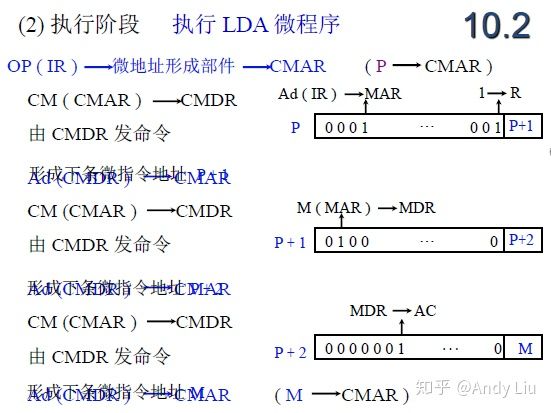 (2) 执行阶段 执行 LDA 微程序 10.2
OP ( IR ) → 微地址形成部件 → CMAR ( P → CMAR )
CM ( CMAR ) → CMDR
Ad ( IR ) → MAR 1 → R
由 CMDR 发命令
P 0 0 0 1 ··· 0 0 1 P+1
形成下条微指令地址 P + 1
Ad (CMDR ) → CMAR
CM (CMAR ) → CMDR
M ( MAR ) → MDR
由 CMDR 发命令
P + 1 0 1 0 0 ··· 0 P+2
形成下条微指令地址 P + 2
Ad (CMDR ) → CMAR
CM ( CMAR ) → CMDR
MDR → AC
由 CMDR 发命令
P + 2 0 0 0 0 0 0 1 ··· 0 M
形成下条微指令地址 M
Ad (CMDR ) → CMAR ( M → CMAR )
知乎 @Andy Liu